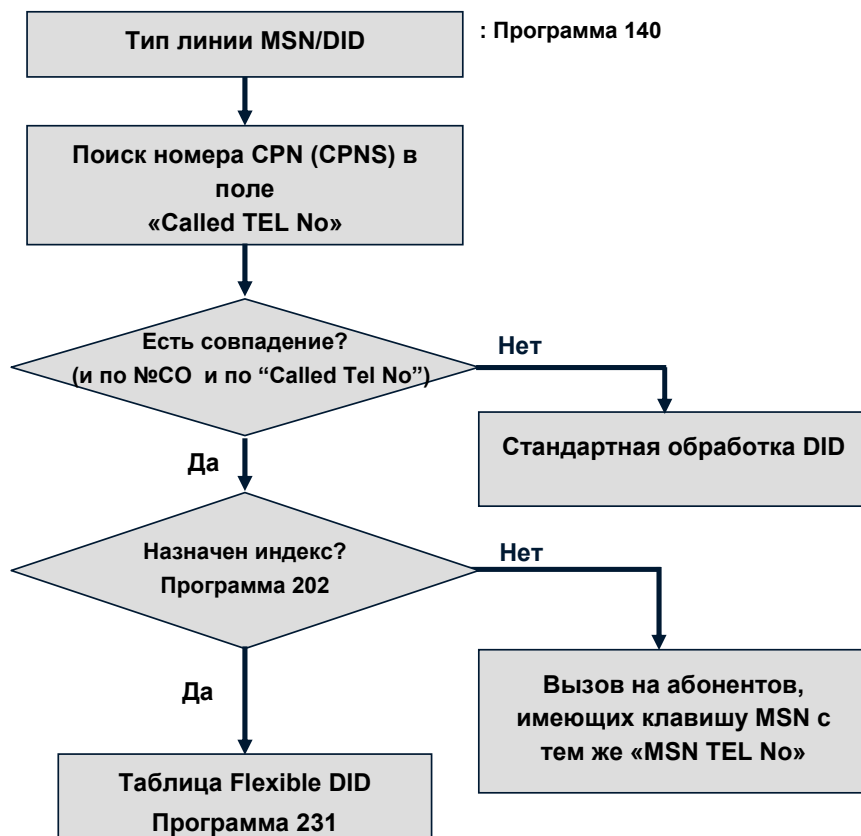 Тип линии MSN/DID
: Программа 140
Поиск номера CPN (CPNS) в
поле
«Called TEL No»
Есть совпадение?
(и по №CO и по “Called Tel No”)
Нет
Стандартная обработка DID
Да
Назначен индекс?
Программа 202
Нет
Вызов на абонентов,
имеющих клавишу MSN с
тем же «MSN TEL No»
Да
Таблица Flexible DID
Программа 231